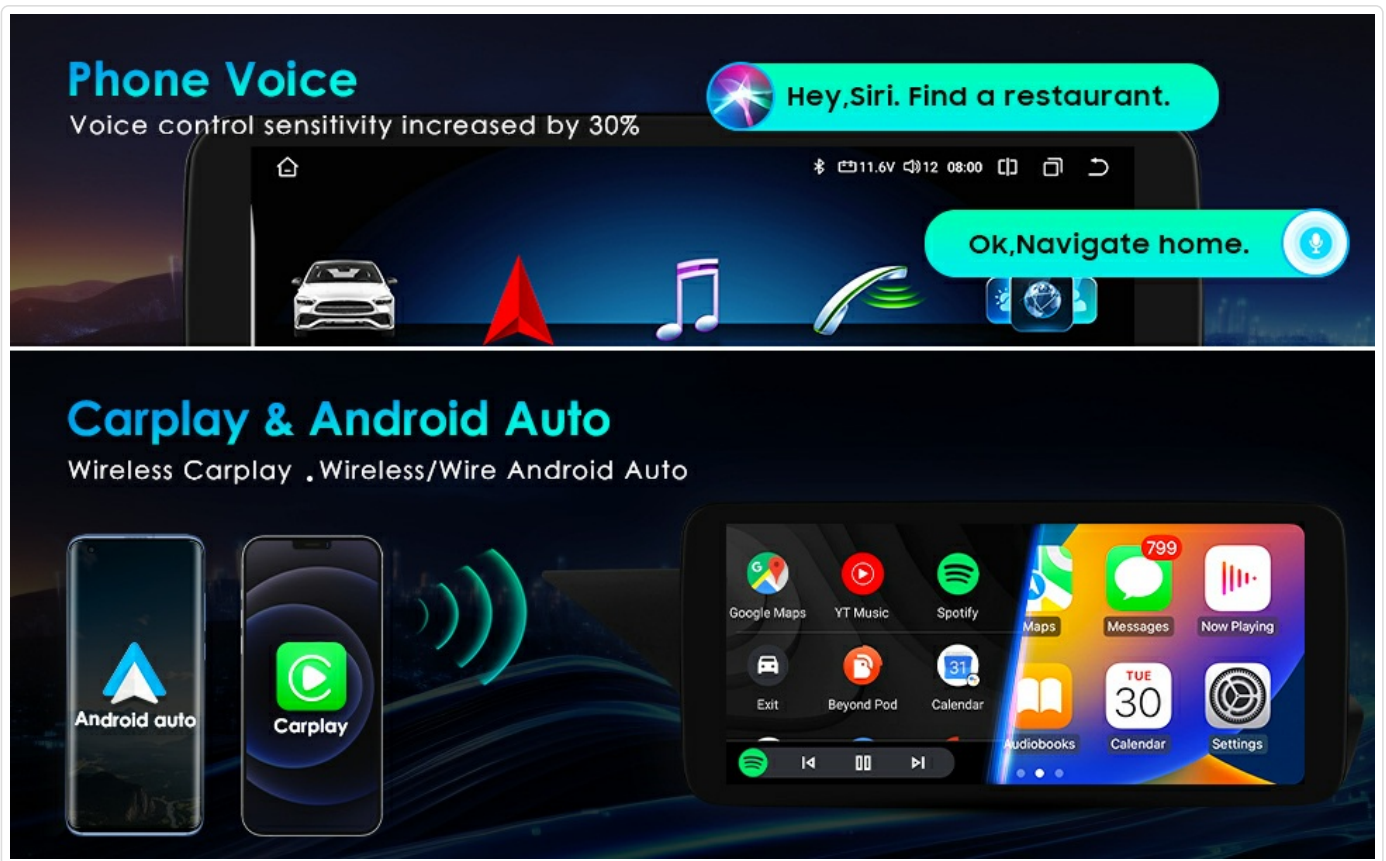 Phone Voice
Voice control sensitivity increased by 30%
Hey,Siri. Find a restaurant.
11.6V 12 08:00
Ok,Navigate home.
Carplay & Android Auto
Wireless Carplay . Wireless/Wire Android Auto
Android auto
Carplay
799
Google Maps YT Music Spotify Maps Messages Now Playing
31 TUE 30
Exit Beyond Pod Calendar Audiobooks Calendar Settings